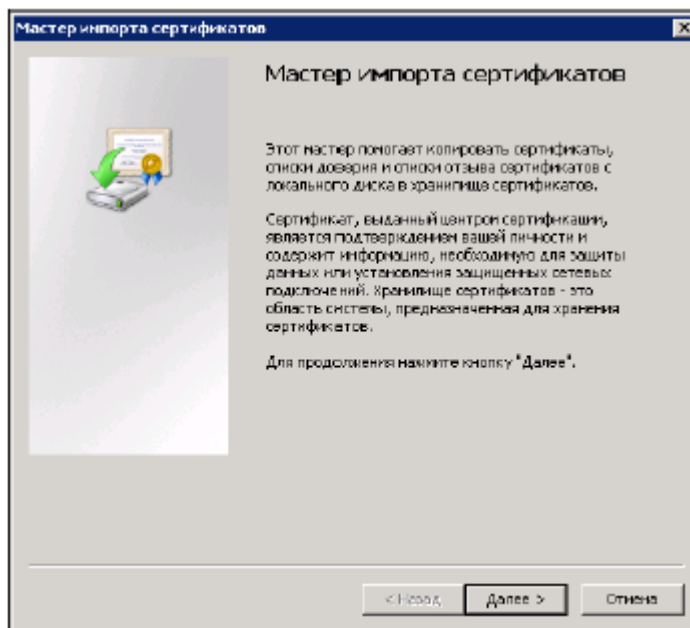 Мастер импорта сертификатов
Мастер импорта сертификатов
Этот мастер помогает копировать сертификаты,
списки доверия и списки отзыва сертификатов с
локального диска в хранилище сертификатов.
Сертификат, выданный центром сертификации,
является подтверждением вашей личности и
содержит информацию, необходимую для защиты
данных или установления защищенных сетевых
подключений. Хранилище сертификатов - это
область системы, предназначенная для хранения
сертификатов.
Для продолжения нажмите кнопку "Далее".
< Назад
Далее >
Отмена